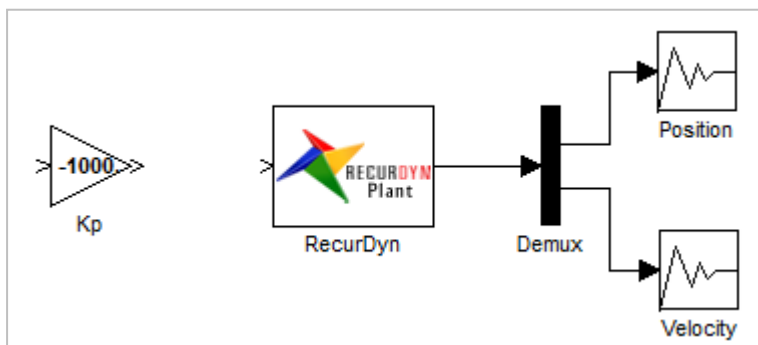 -1000
Kp
RECURDYN
Plant
RecurDyn
Demux
Position
Velocity